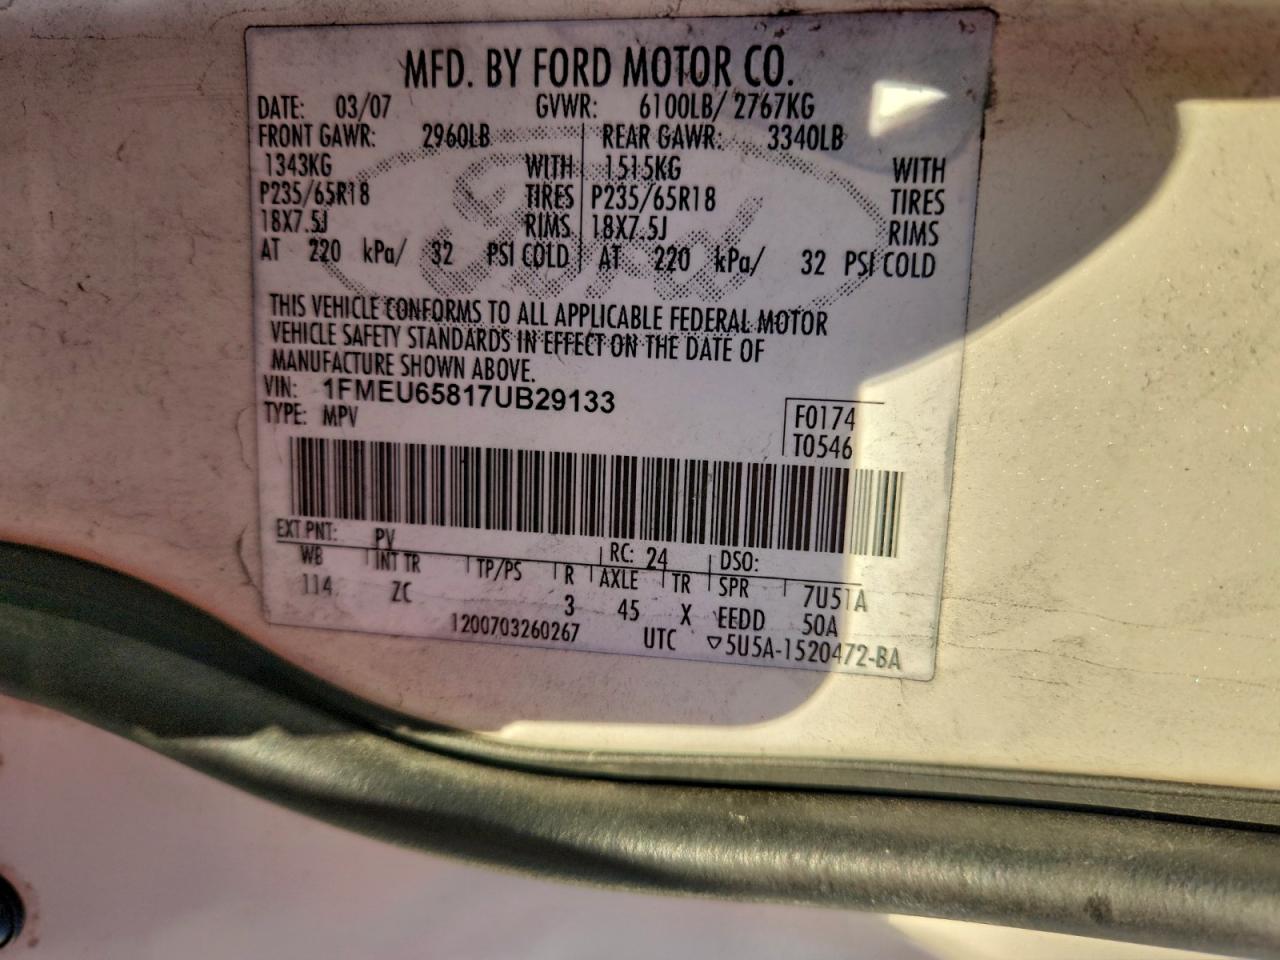 MFD. BY FORD MOTOR CO.
DATE: 03/07 GVWR: 6100LB/ 2767KG
FRONT GAWR: 2960LB REAR GAWR: 3340LB
1343KG WITH 1515KG WITH
P235/65R18 TIRES P235/65R18 TIRES
18X7.5J RIMS 18X7.5J RIMS
AT 220 kPa/ 32 PSI COLD AT 220 kPa/ 32 PSI COLD
THIS VEHICLE CONFORMS TO ALL APPLICABLE FEDERAL MOTOR
VEHICLE SAFETY STANDARDS IN EFFECT ON THE DATE OF
MANUFACTURE SHOWN ABOVE.
VIN: 1FMEU65817UB29133
TYPE: MPV
F0174
T0546
EXT PNT: PV RC: 24 DSO:
WB INT TR TP/PS R AXLE TR SPR 7U51A
114 ZC 3 45 X EEDD 50A
1200703260267 UTC ▽5U5A-1520472-BA